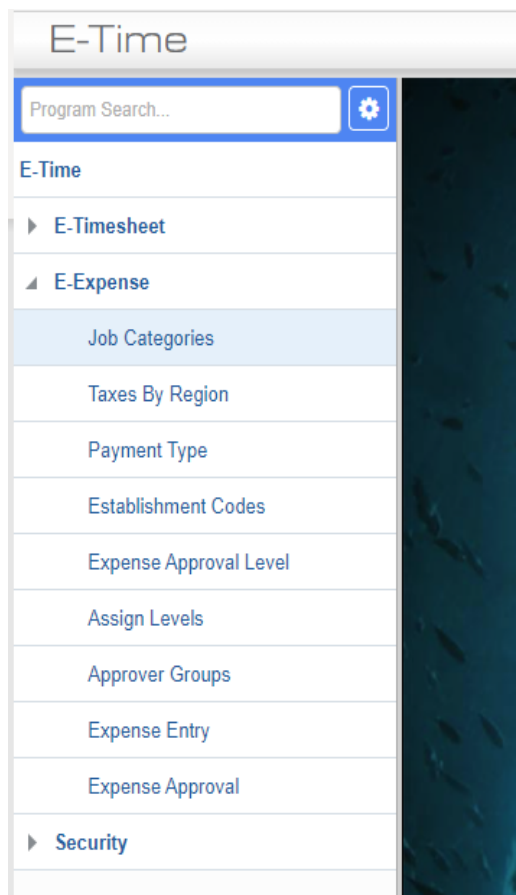 E-Time
Program Search...
E-Time
E-Timesheet
E-Expense
Job Categories
Taxes By Region
Payment Type
Establishment Codes
Expense Approval Level
Assign Levels
Approver Groups
Expense Entry
Expense Approval
Security